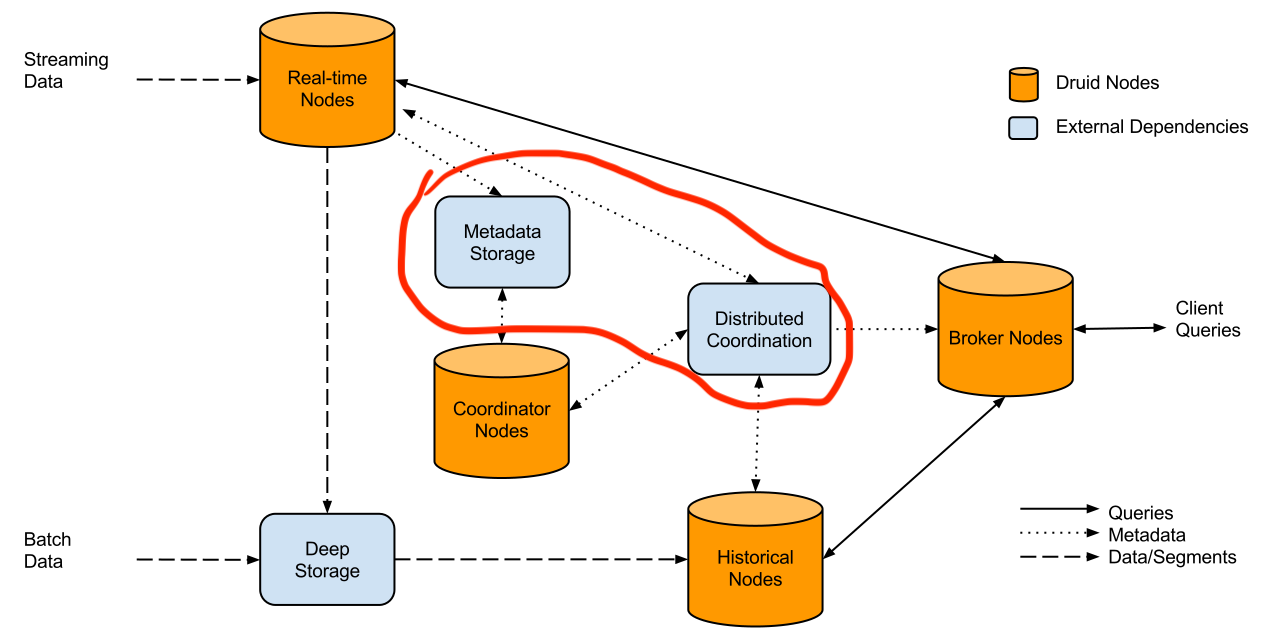 Streaming
Data
Real-time
Nodes
Druid Nodes
External Dependencies
Metadata
Storage
Distributed
Coordination
Broker Nodes
Client
Queries
Coordinator
Nodes
Batch
Data
Deep
Storage
Historical
Nodes
Queries
Metadata
Data/Segments